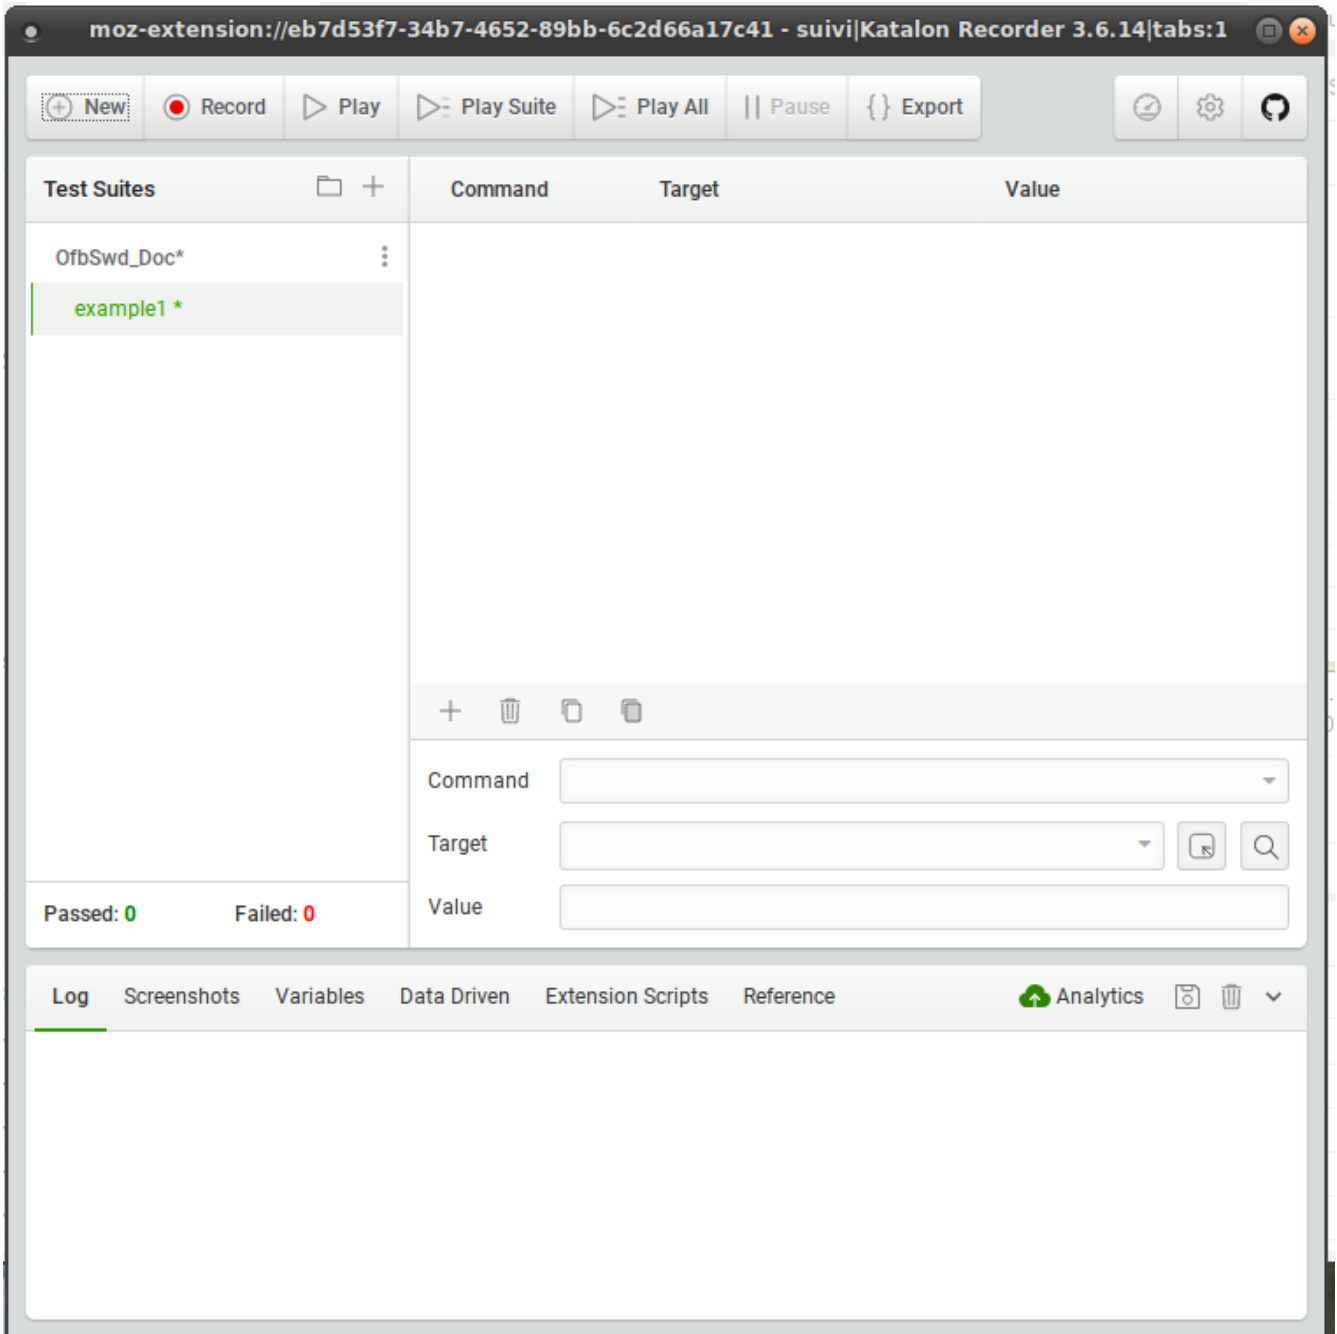 moz-extension://eb7d53f7-34b7-4652-89bb-6c2d66a17c41 - suivi|Katalon Recorder 3.6.14|tabs:1
New Record Play Play Suite Play All Pause { } Export
Test Suites Command Target Value
OfbSwd_Doc*
example1 *
Command
Target
Value
Passed: 0 Failed: 0
Log Screenshots Variables Data Driven Extension Scripts Reference Analytics